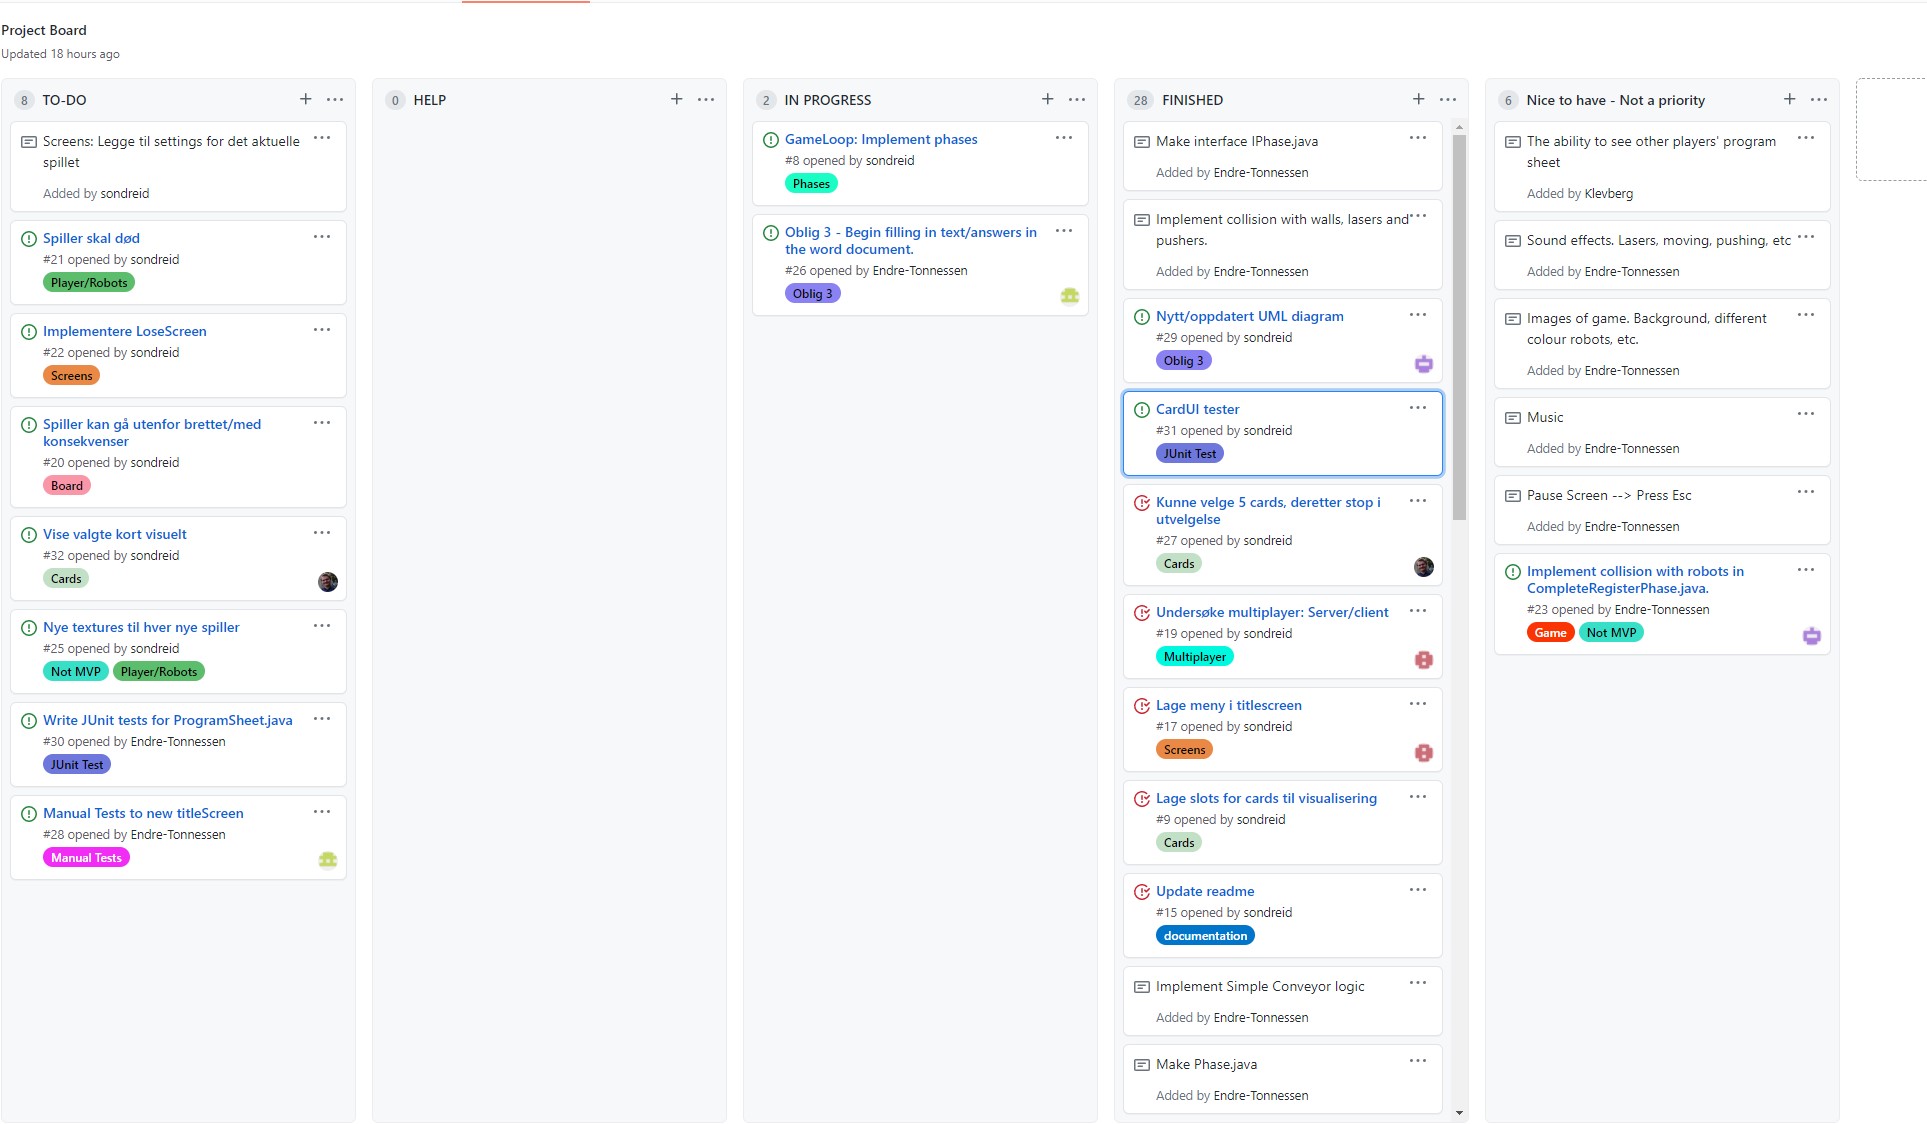 Project Board
Updated 18 hours ago
8 TO-DO
Screens: Legge til settings for det aktuelle
spillet
Added by sondreid
Spiller skal død
#21 opened by sondreid
Player/Robots
Implementere LoseScreen
#22 opened by sondreid
Screens
Spiller kan gå utenfor brettet/med
konsekvenser
#20 opened by sondreid
Board
Vise valgte kort visuelt
#32 opened by sondreid
Cards
Nye textures til hver nye spiller
#25 opened by sondreid
Not MVP Player/Robots
Write JUnit tests for ProgramSheet.java
#30 opened by Endre-Tonnessen
JUnit Test
Manual Tests to new titleScreen
#28 opened by Endre-Tonnessen
Manual Tests
0 HELP
2 IN PROGRESS
GameLoop: Implement phases
#8 opened by sondreid
Phases
Oblig 3 - Begin filling in text/answers in
the word document.
#26 opened by Endre-Tonnessen
Oblig 3
28 FINISHED
Make interface IPhase.java
Added by Endre-Tonnessen
Implement collision with walls, lasers and
pushers.
Added by Endre-Tonnessen
Nytt/oppdatert UML diagram
#29 opened by sondreid
Oblig 3
CardUI tester
#31 opened by sondreid
JUnit Test
Kunne velge 5 cards, deretter stop i
utvelgelse
#27 opened by sondreid
Cards
Undersøke multiplayer: Server/client
#19 opened by sondreid
Multiplayer
Lage meny i titlescreen
#17 opened by sondreid
Screens
Lage slots for cards til visualisering
#9 opened by sondreid
Cards
Update readme
#15 opened by sondreid
documentation
Implement Simple Conveyor logic
Added by Endre-Tonnessen
Make Phase.java
Added by Endre-Tonnessen
6 Nice to have - Not a priority
The ability to see other players' program
sheet
Added by Klevberg
Sound effects. Lasers, moving, pushing, etc
Added by Endre-Tonnessen
Images of game. Background, different
colour robots, etc.
Added by Endre-Tonnessen
Music
Added by Endre-Tonnessen
Pause Screen --> Press Esc
Added by Endre-Tonnessen
Implement collision with robots in
CompleteRegisterPhase.java.
#23 opened by Endre-Tonnessen
Game Not MVP